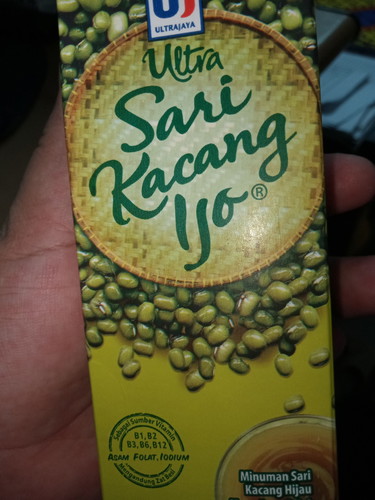 ULTRAJAYA
Ultra
Sari
Kacang
Ijo®
Sebagai Sumber Vitamin
B1, B2
B3, B6, B12
ASAM FOLAT, IODIUM
Mengandung Zat Besi
Minuman Sari
Kacang Hijau